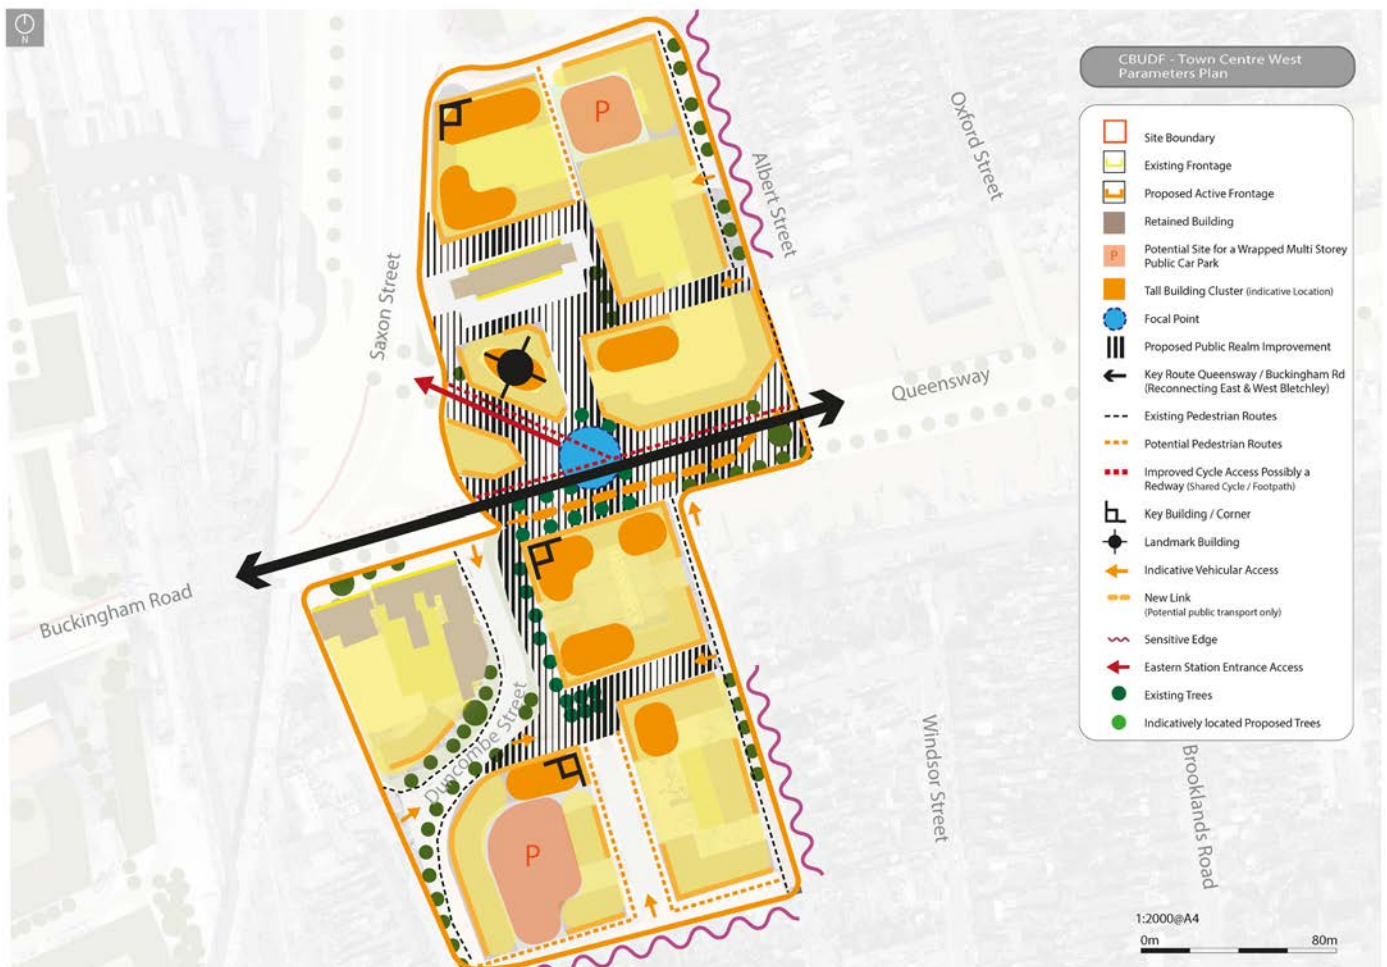 N
CBUDF - Town Centre West
Parameters Plan
Site Boundary
Existing Frontage
Proposed Active Frontage
Retained Building
P
Potential Site for a Wrapped Multi Storey
Public Car Park
Tall Building Cluster (indicative Location)
Focal Point
Proposed Public Realm Improvement
Key Route Queensway / Buckingham Rd
(Reconnecting East & West Bletchley)
Existing Pedestrian Routes
Potential Pedestrian Routes
Improved Cycle Access Possibly a
Redway (Shared Cycle / Footpath)
Key Building / Corner
Landmark Building
Indicative Vehicular Access
New Link
(Potential public transport only)
Sensitive Edge
Eastern Station Entrance Access
Existing Trees
Indicatively located Proposed Trees
P
Oxford Street
Albert Street
Saxon Street
Queensway
Buckingham Road
Duncombe Street
Windsor Street
Brooklands Road
P
1:2000@A4
0m 80m